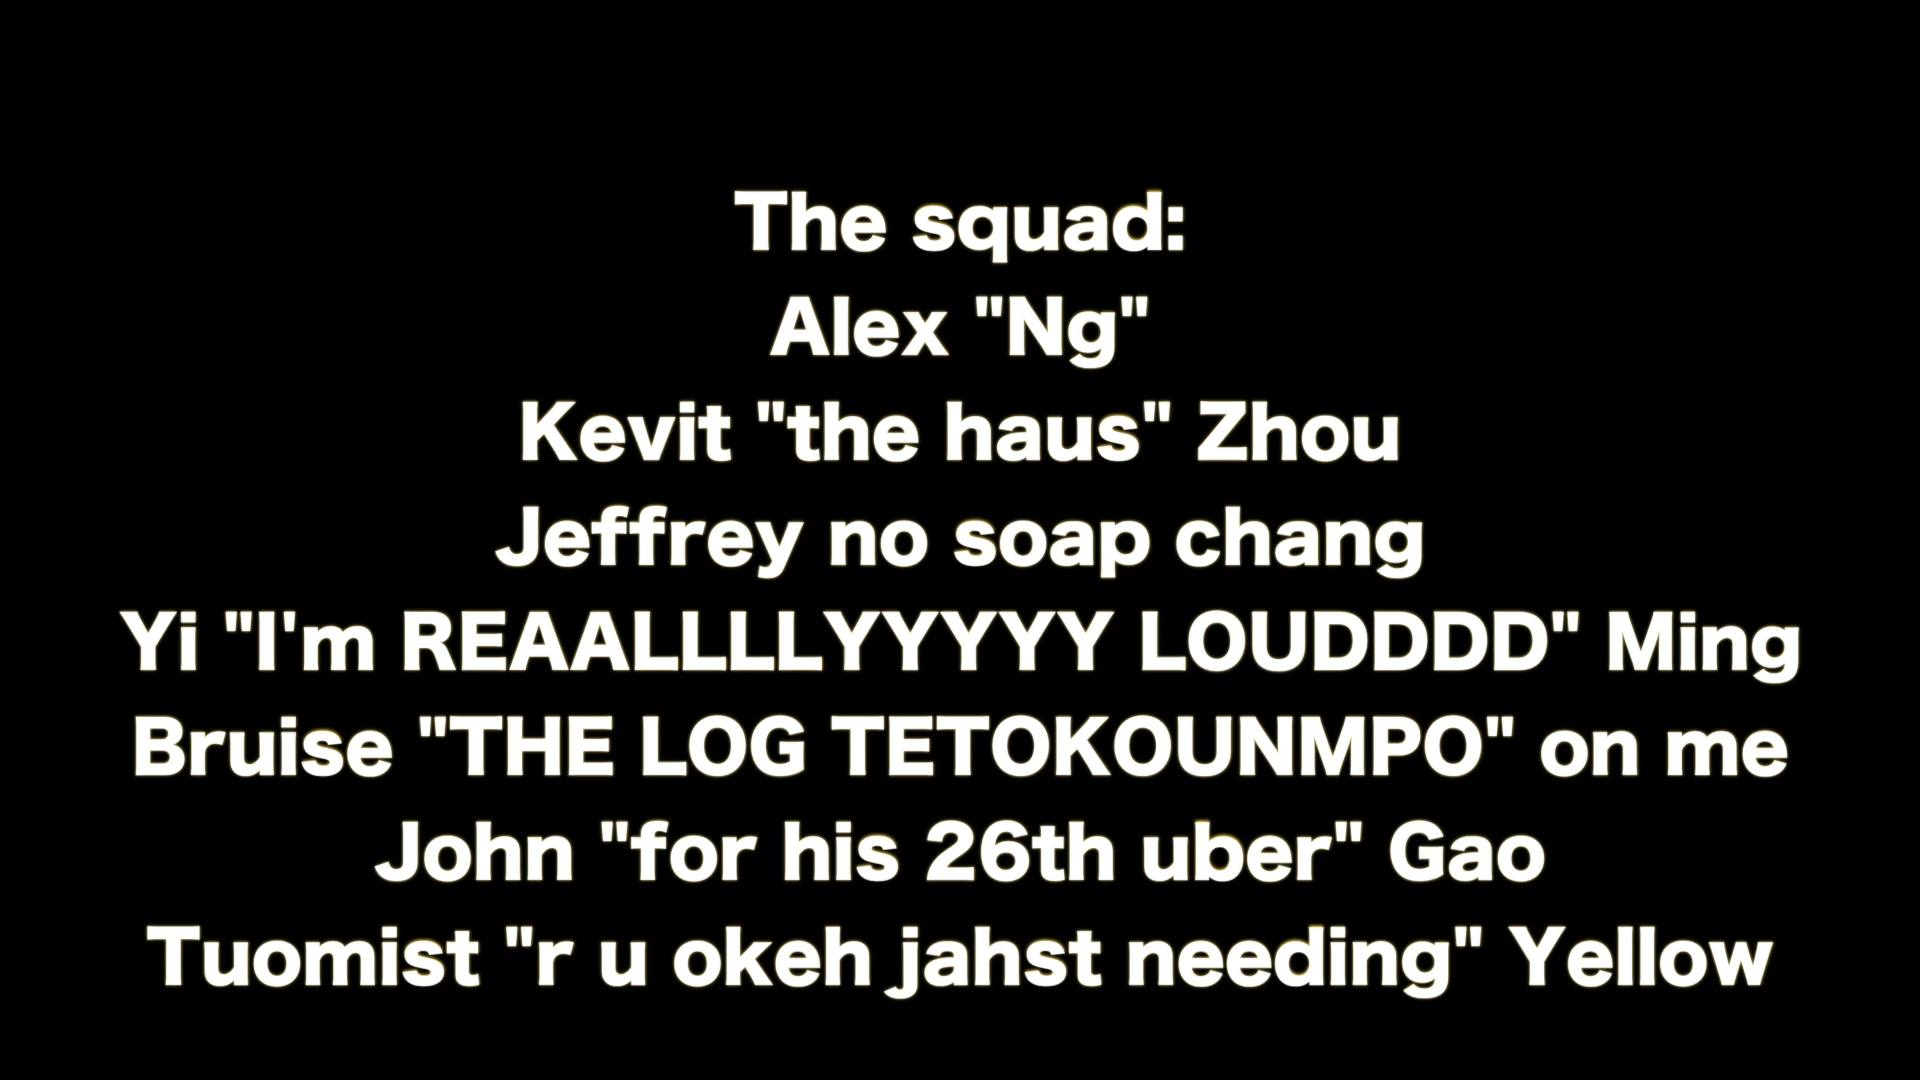 The squad:
Alex "Ng"
Kevit "the haus" Zhou
Jeffrey no soap chang
Yi "I'm REAALLLLYYYYY LOUDDDD" Ming
Bruise "THE LOG TETOKOUNMPO" on me
John "for his 26th uber" Gao
Tuomist "r u okeh jahst needing" Yellow